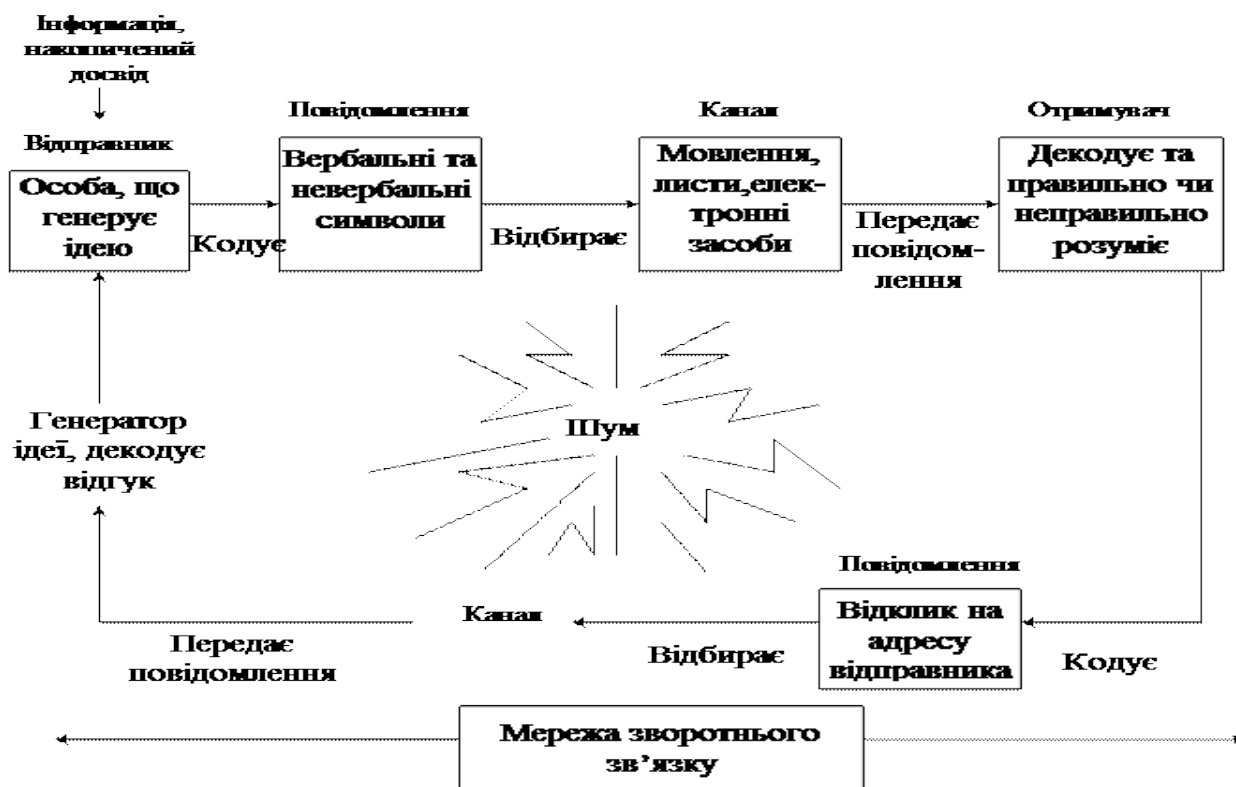 Інформація,
накопичений
досвід
Відправник
Особа, що
генерує
ідею
Кодує
Повідомлення
Вербальні та
невербальні
символи
Відбирає
Канал
Мовлення,
листи,елек-
тронні
засоби
Передає
повідом-
лення
Отримувач
Декодує та
правильно чи
неправильно
розуміє
Шум
Генератор
ідеї, декодує
відгук
Повідомлення
Відклик на
адресу
відправника
Кодує
Відбирає
Канал
Передає
повідомлення
Мережа зворотнього
зв’язку